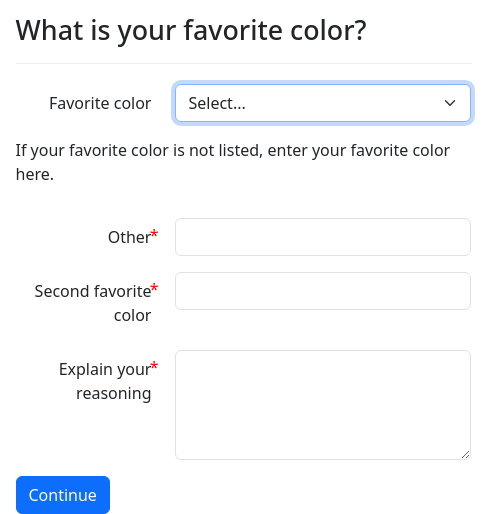 What is your favorite color?
Favorite color
Select...
If your favorite color is not listed, enter your favorite color
here.
Other*
Second favorite*
color
Explain your*
reasoning
Continue